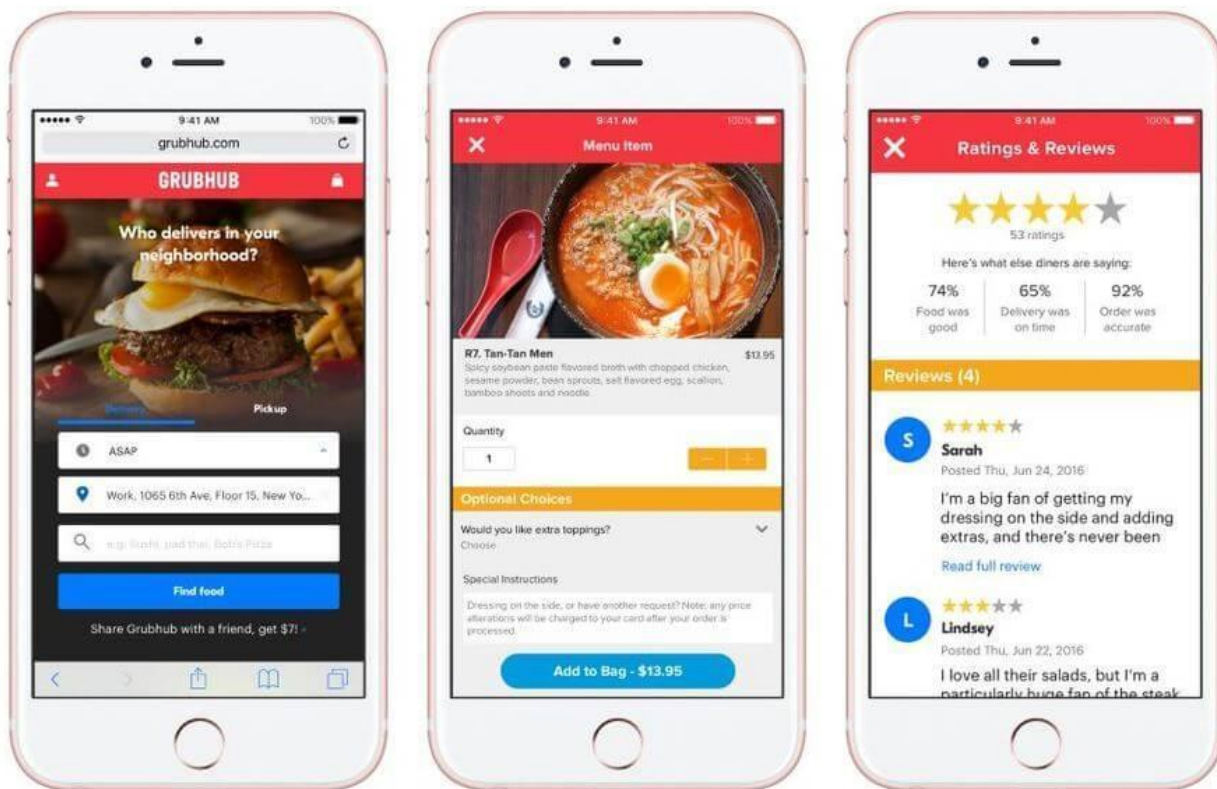 9:41 AM
100%
grubhub.com
GRUBHUB
Who delivers in your
neighborhood?
Delivery
Pickup
ASAP
Work, 1065 6th Ave, Floor 15, New Yo...
e.g. Sushi, pad thai, Bob's Pizza
Find food
Share Grubhub with a friend, get $7!
9:41 AM
100%
Menu Item
R7. Tan-Tan Men
$13.95
Spicy soybean paste flavored broth with chopped chicken,
sesame powder, bean sprouts, salt flavored egg, scallion,
bamboo shoots and noodle.
Quantity
1
Optional Choices
Would you like extra toppings?
Choose
Special Instructions
Dressing on the side, or have another request? Note: any price
alterations will be charged to your card after your order is
processed.
Add to Bag - $13.95
9:41 AM
100%
Ratings & Reviews
53 ratings
Here's what else diners are saying:
74%
Food was
good
65%
Delivery was
on time
92%
Order was
accurate
Reviews (4)
S
Sarah
Posted Thu, Jun 24, 2016
I'm a big fan of getting my
dressing on the side and adding
extras, and there's never been
Read full review
L
Lindsey
Posted Thu, Jun 22, 2016
I love all their salads, but I'm a
particularly huge fan of the steak